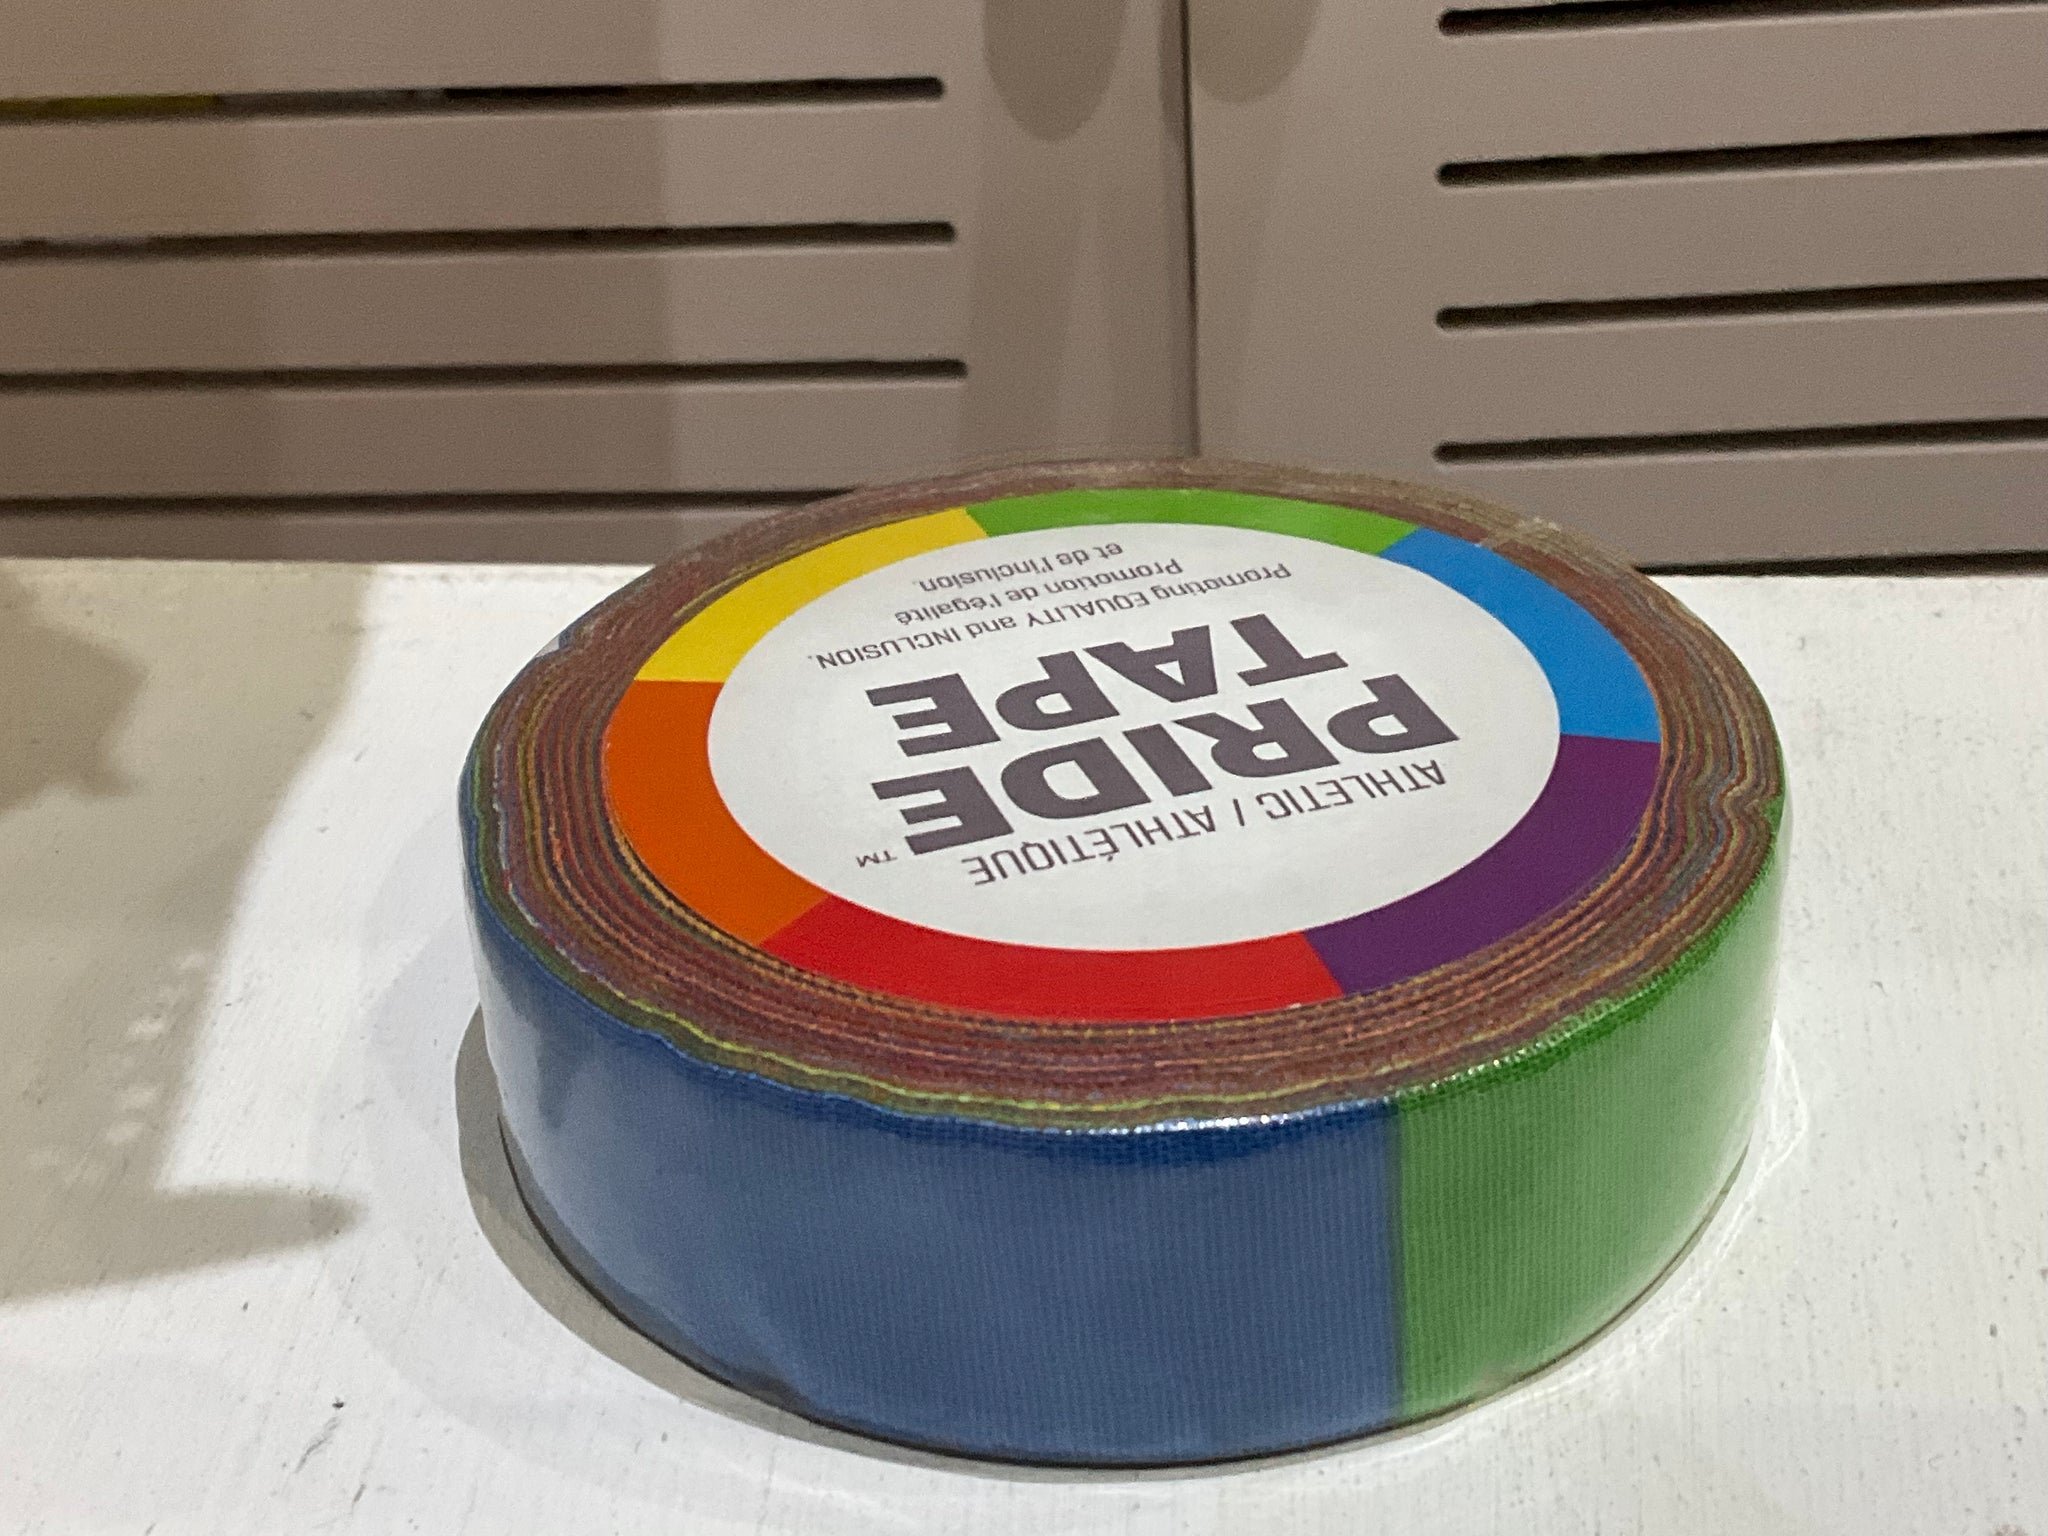 ATHLETIC / ATHLÉTIQUE
PRIDE™
TAPE
Promoting EQUALITY and INCLUSION.
Promotion de l'égalité
et de l'inclusion.